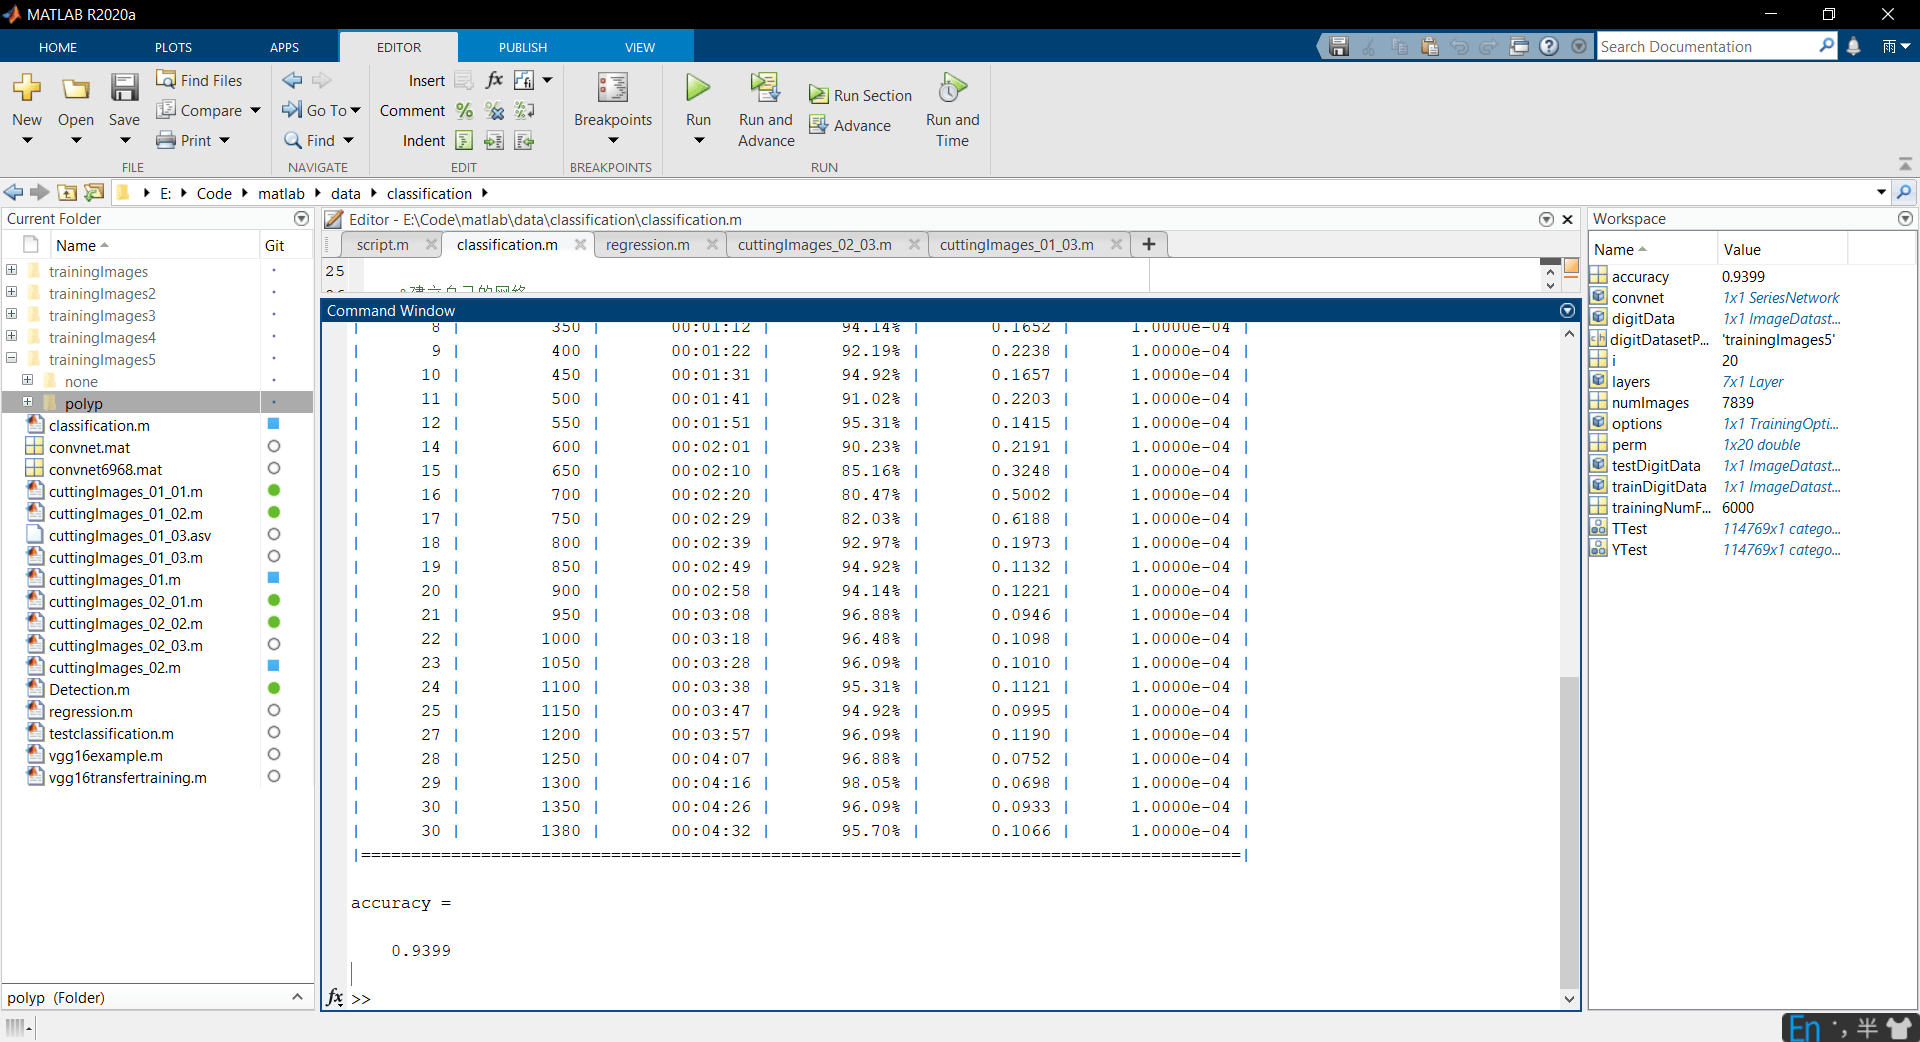 MATLAB R2020a
HOME PLOTS APPS EDITOR PUBLISH VIEW
Search Documentation
雨
New Open Save
Find Files
Compare
Print
FILE
Go To
Find
NAVIGATE
Insert
Comment
Indent
EDIT
Breakpoints
BREAKPOINTS
Run
Run and Advance
Run Section
Advance
Run and Time
RUN
E: Code matlab data classification
Current Folder
Name Git
trainingImages
trainingImages2
trainingImages3
trainingImages4
trainingImages5
none
polyp
classification.m
convnet.mat
convnet6968.mat
cuttingImages_01_01.m
cuttingImages_01_02.m
cuttingImages_01_03.asv
cuttingImages_01_03.m
cuttingImages_01.m
cuttingImages_02_01.m
cuttingImages_02_02.m
cuttingImages_02_03.m
cuttingImages_02.m
Detection.m
regression.m
testclassification.m
vgg16example.m
vgg16transfertraining.m
polyp (Folder)
Editor - E:\Code\matlab\data\classification\classification.m
script.m classification.m regression.m cuttingImages_02_03.m cuttingImages_01_03.m
25
Command Window
| 8 | 350 | 00:01:12 | 94.14% | 0.1652 | 1.0000e-04 |
| 9 | 400 | 00:01:22 | 92.19% | 0.2238 | 1.0000e-04 |
| 10 | 450 | 00:01:31 | 94.92% | 0.1657 | 1.0000e-04 |
| 11 | 500 | 00:01:41 | 91.02% | 0.2203 | 1.0000e-04 |
| 12 | 550 | 00:01:51 | 95.31% | 0.1415 | 1.0000e-04 |
| 14 | 600 | 00:02:01 | 90.23% | 0.2191 | 1.0000e-04 |
| 15 | 650 | 00:02:10 | 85.16% | 0.3248 | 1.0000e-04 |
| 16 | 700 | 00:02:20 | 80.47% | 0.5002 | 1.0000e-04 |
| 17 | 750 | 00:02:29 | 82.03% | 0.6188 | 1.0000e-04 |
| 18 | 800 | 00:02:39 | 92.97% | 0.1973 | 1.0000e-04 |
| 19 | 850 | 00:02:49 | 94.92% | 0.1132 | 1.0000e-04 |
| 20 | 900 | 00:02:58 | 94.14% | 0.1221 | 1.0000e-04 |
| 21 | 950 | 00:03:08 | 96.88% | 0.0946 | 1.0000e-04 |
| 22 | 1000 | 00:03:18 | 96.48% | 0.1098 | 1.0000e-04 |
| 23 | 1050 | 00:03:28 | 96.09% | 0.1010 | 1.0000e-04 |
| 24 | 1100 | 00:03:38 | 95.31% | 0.1121 | 1.0000e-04 |
| 25 | 1150 | 00:03:47 | 94.92% | 0.0995 | 1.0000e-04 |
| 27 | 1200 | 00:03:57 | 96.09% | 0.1190 | 1.0000e-04 |
| 28 | 1250 | 00:04:07 | 96.88% | 0.0752 | 1.0000e-04 |
| 29 | 1300 | 00:04:16 | 98.05% | 0.0698 | 1.0000e-04 |
| 30 | 1350 | 00:04:26 | 96.09% | 0.0933 | 1.0000e-04 |
| 30 | 1380 | 00:04:32 | 95.70% | 0.1066 | 1.0000e-04 |
|========================================================================================|
accuracy =
0.9399
fx >>
Workspace
Name Value
accuracy 0.9399
convnet 1x1 SeriesNetwork
digitData 1x1 ImageDatast...
digitDatasetP... 'trainingImages5'
i 20
layers 7x1 Layer
numImages 7839
options 1x1 TrainingOpti...
perm 1x20 double
testDigitData 1x1 ImageDatast...
trainDigitData 1x1 ImageDatast...
trainingNumF... 6000
TTest 114769x1 catego...
YTest 114769x1 catego...
En 半